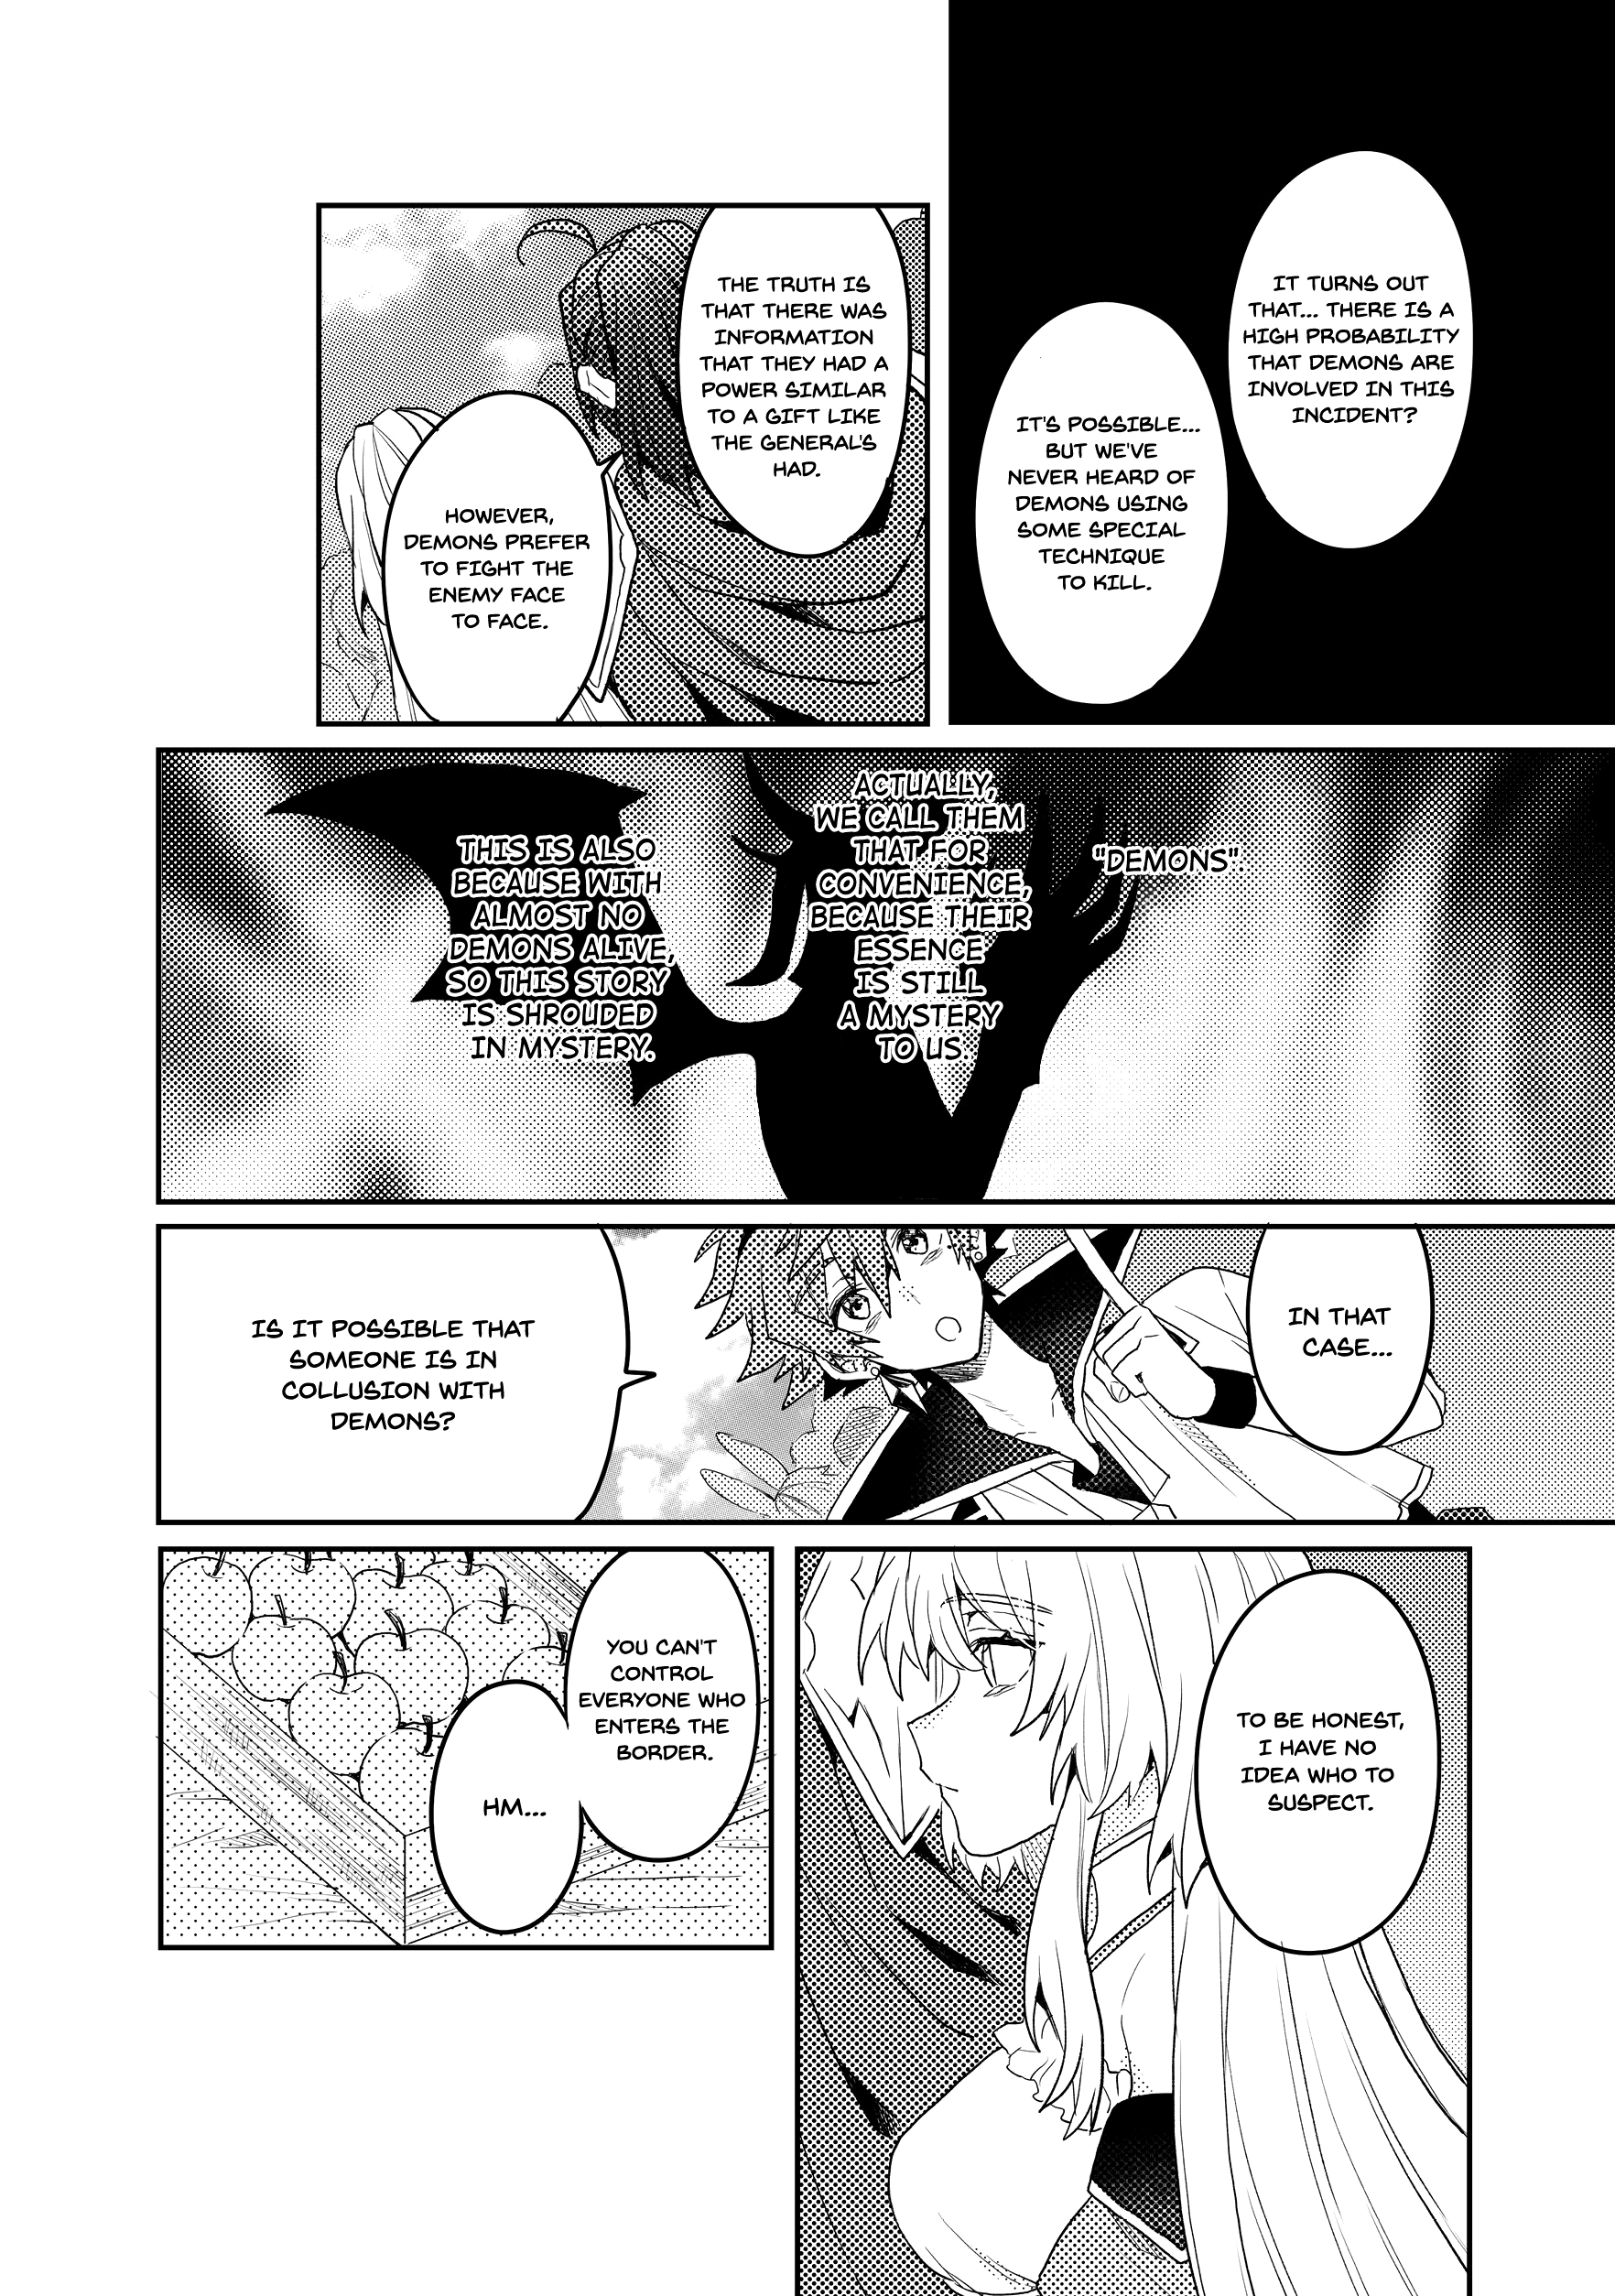 IT TURNS OUT
THAT... THERE IS A
HIGH PROBABILITY
THAT DEMONS ARE
INVOLVED IN THIS
INCIDENT?
IT'S POSSIBLE...
BUT WE'VE
NEVER HEARD OF
DEMONS USING
SOME SPECIAL
TECHNIQUE
TO KILL.
THE TRUTH IS
THAT THERE WAS
INFORMATION
THAT THEY HAD A
POWER SIMILAR
TO A GIFT LIKE
THE GENERAL'S
HAD.
HOWEVER,
DEMONS PREFER
TO FIGHT THE
ENEMY FACE
TO FACE.
"DEMONS".
ACTUALLY,
WE CALL THEM
THAT FOR
CONVENIENCE,
BECAUSE THEIR
ESSENCE
IS STILL
A MYSTERY
TO US.
THIS IS ALSO
BECAUSE WITH
ALMOST NO
DEMONS ALIVE,
SO THIS STORY
IS SHROUDED
IN MYSTERY.
IN THAT
CASE...
IS IT POSSIBLE THAT
SOMEONE IS IN
COLLUSION WITH
DEMONS?
TO BE HONEST,
I HAVE NO
IDEA WHO TO
SUSPECT.
YOU CAN'T
CONTROL
EVERYONE WHO
ENTERS THE
BORDER.
HM...